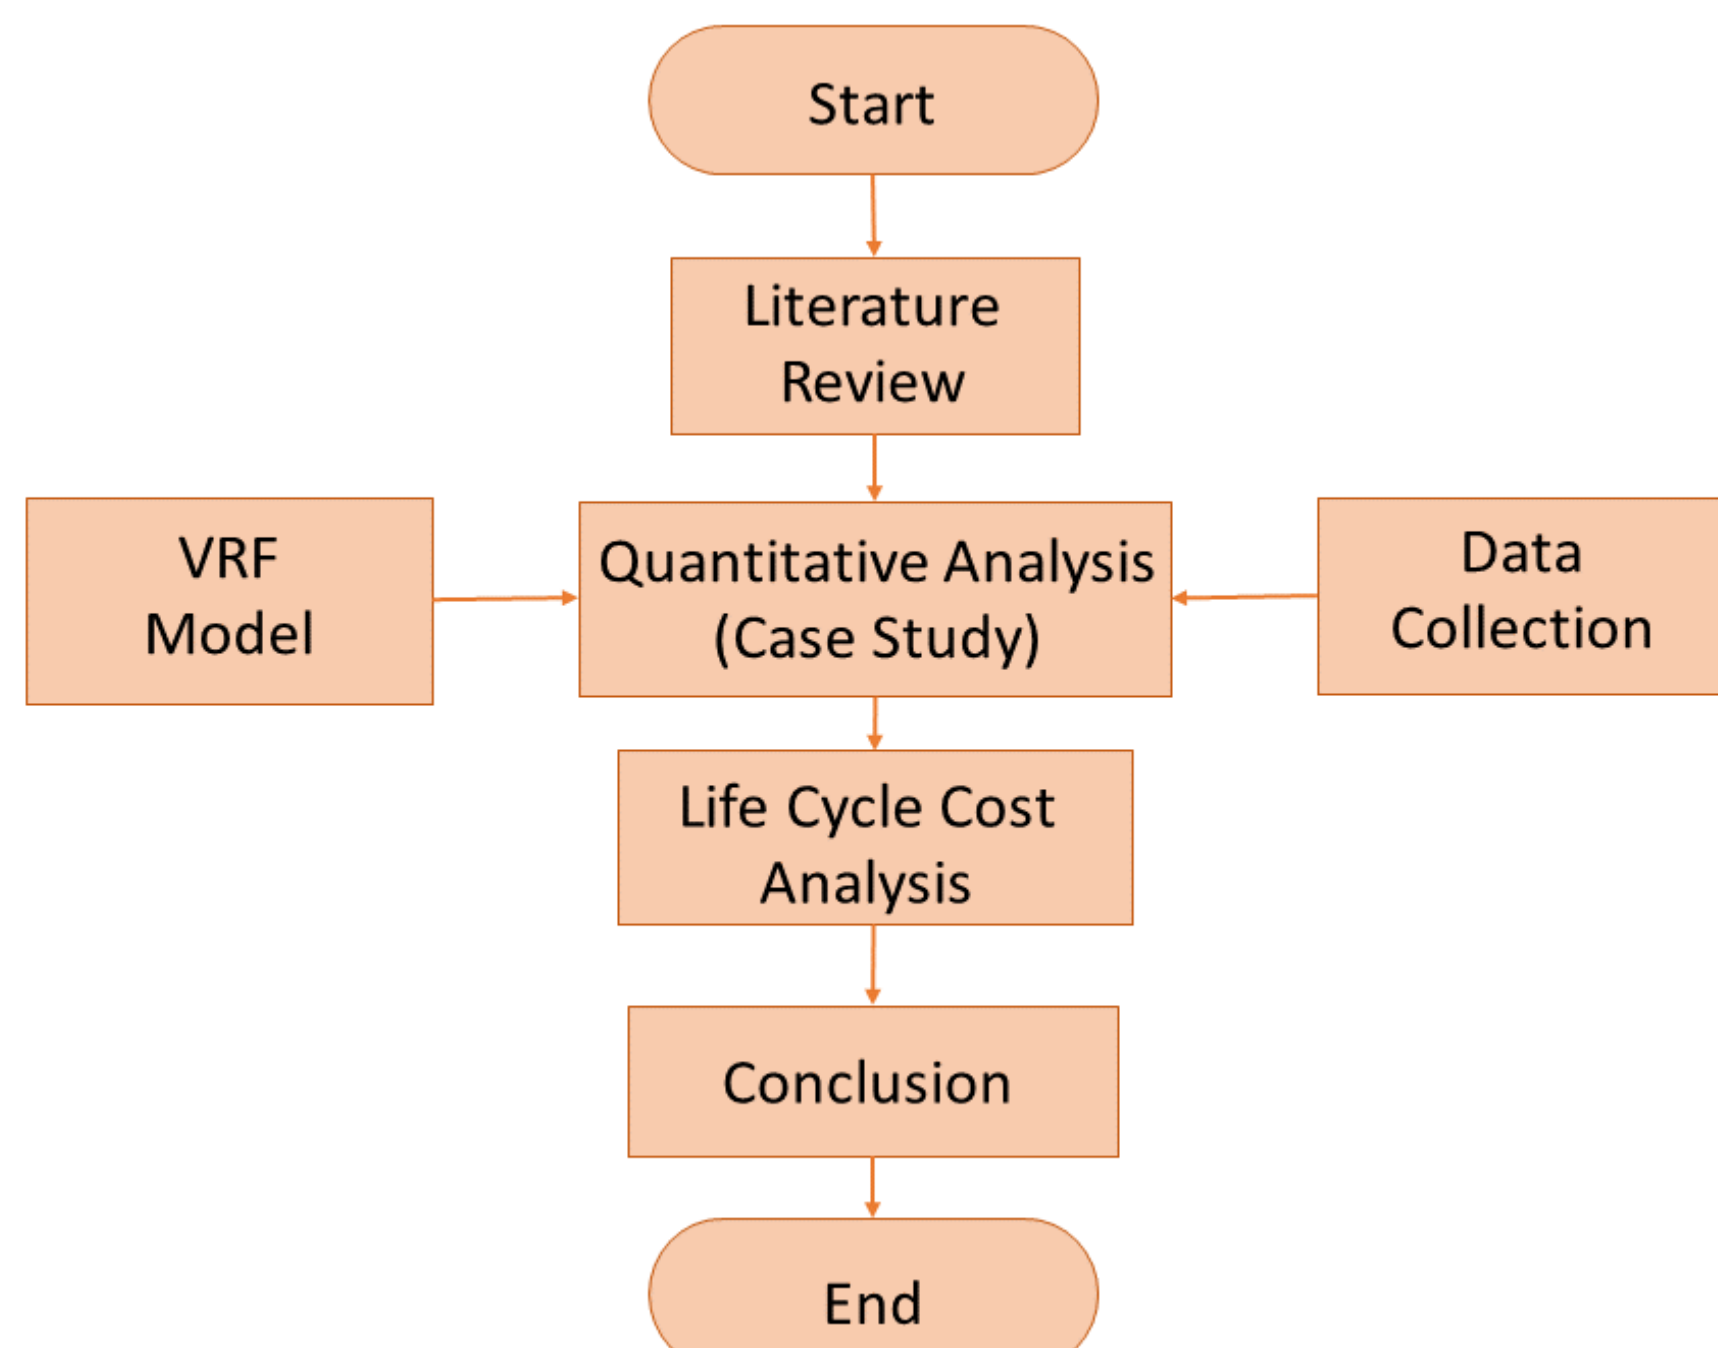 Start
Literature
Review
VRF
Model
Quantitative Analysis
(Case Study)
Data
Collection
Life Cycle Cost
Analysis
Conclusion
End